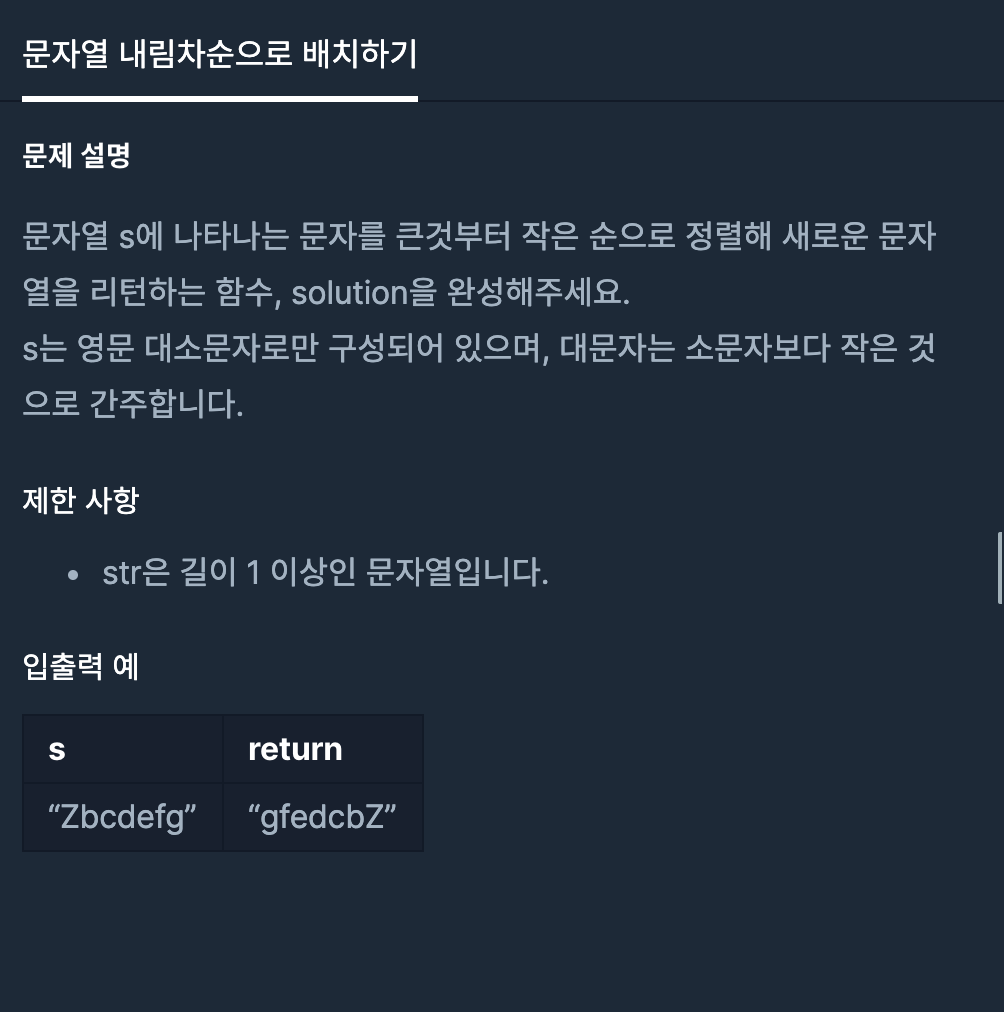 문자열 내림차순으로 배치하기
문제 설명
문자열 s에 나타나는 문자를 큰것부터 작은 순으로 정렬해 새로운 문자
열을 리턴하는 함수, solution을 완성해주세요.
s는 영문 대소문자로만 구성되어 있으며, 대문자는 소문자보다 작은 것
으로 간주합니다.
제한 사항
• str은 길이 1 이상인 문자열입니다.
입출력 예
s return
“Zbcdefg” “gfedcbZ”